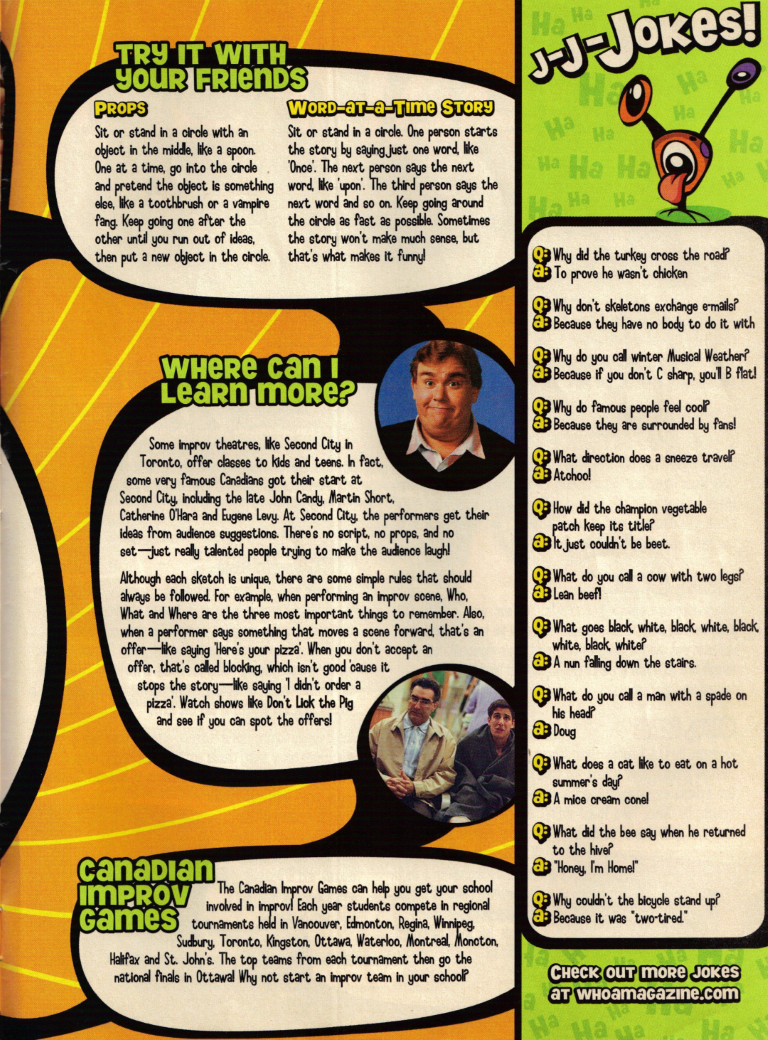 TRY IT WITH
YOUR FRIENDS
PROPS
Sit or stand in a circle with an
object in the middle, like a spoon.
One at a time, go into the circle
and pretend the object is something
else, like a toothbrush or a vampire
fang. Keep going one after the
other until you run out of ideas,
then put a new object in the circle.
WORD-AT-A-TIME STORY
Sit or stand in a circle. One person starts
the story by saying just one word, like
'Once'. The next person says the next
word, like 'upon'. The third person says the
next word and so on. Keep going around
the circle as fast as possible. Sometimes
the story won't make much sense, but
that's what makes it funny!
WHERE CAN I
LEARN MORE?
Some improv theatres, like Second City in
Toronto, offer classes to kids and teens. In fact,
some very famous Canadians got their start at
Second City, including the late John Candy, Martin Short,
Catherine O'Hara and Eugene Levy. At Second City, the performers get their
ideas from audience suggestions. There's no script, no props, and no
set—just really talented people trying to make the audience laugh!
Although each sketch is unique, there are some simple rules that should
always be followed. For example, when performing an improv scene, Who,
What and Where are the three most important things to remember. Also,
when a performer says something that moves a scene forward, that's an
offer—like saying 'Here's your pizza'. When you don't accept an
offer, that's called blocking, which isn't good 'cause it
stops the story—like saying 'I didn't order a
pizza'. Watch shows like Don't Lick the Pig
and see if you can spot the offers!
CANADIAN
IMPROV
GAMES
The Canadian Improv Games can help you get your school
involved in improv! Each year students compete in regional
tournaments held in Vancouver, Edmonton, Regina, Winnipeg,
Sudbury, Toronto, Kingston, Ottawa, Waterloo, Montreal, Moncton,
Halifax and St. John's. The top teams from each tournament then go the
national finals in Ottawa! Why not start an improv team in your school?
J-J-JOKES!
Ha Ha
Ha
Ha
Ha
Ha
Ha
Ha Ha Ha
Ha
Ha
Q: Why did the turkey cross the road?
a: To prove he wasn't chicken
Q: Why don't skeletons exchange e-mails?
a: Because they have no body to do it with
Q: Why do you call winter Musical Weather?
a: Because if you don't C sharp, you'll B flat!
Q: Why do famous people feel cool?
a: Because they are surrounded by fans!
Q: What direction does a sneeze travel?
a: Atchoo!
Q: How did the champion vegetable
patch keep its title?
a: It just couldn't be beet.
Q: What do you call a cow with two legs?
a: Lean beef!
Q: What goes black, white, black, white, black,
white, black, white?
a: A nun falling down the stairs.
Q: What do you call a man with a spade on
his head?
a: Doug
Q: What does a cat like to eat on a hot
summer's day?
a: A mice cream cone!
Q: What did the bee say when he returned
to the hive?
a: "Honey, I'm Home!"
Q: Why couldn't the bicycle stand up?
a: Because it was "two-tired."
CHECK OUT MORE JOKES
AT WHOAMAGAZINE.COM